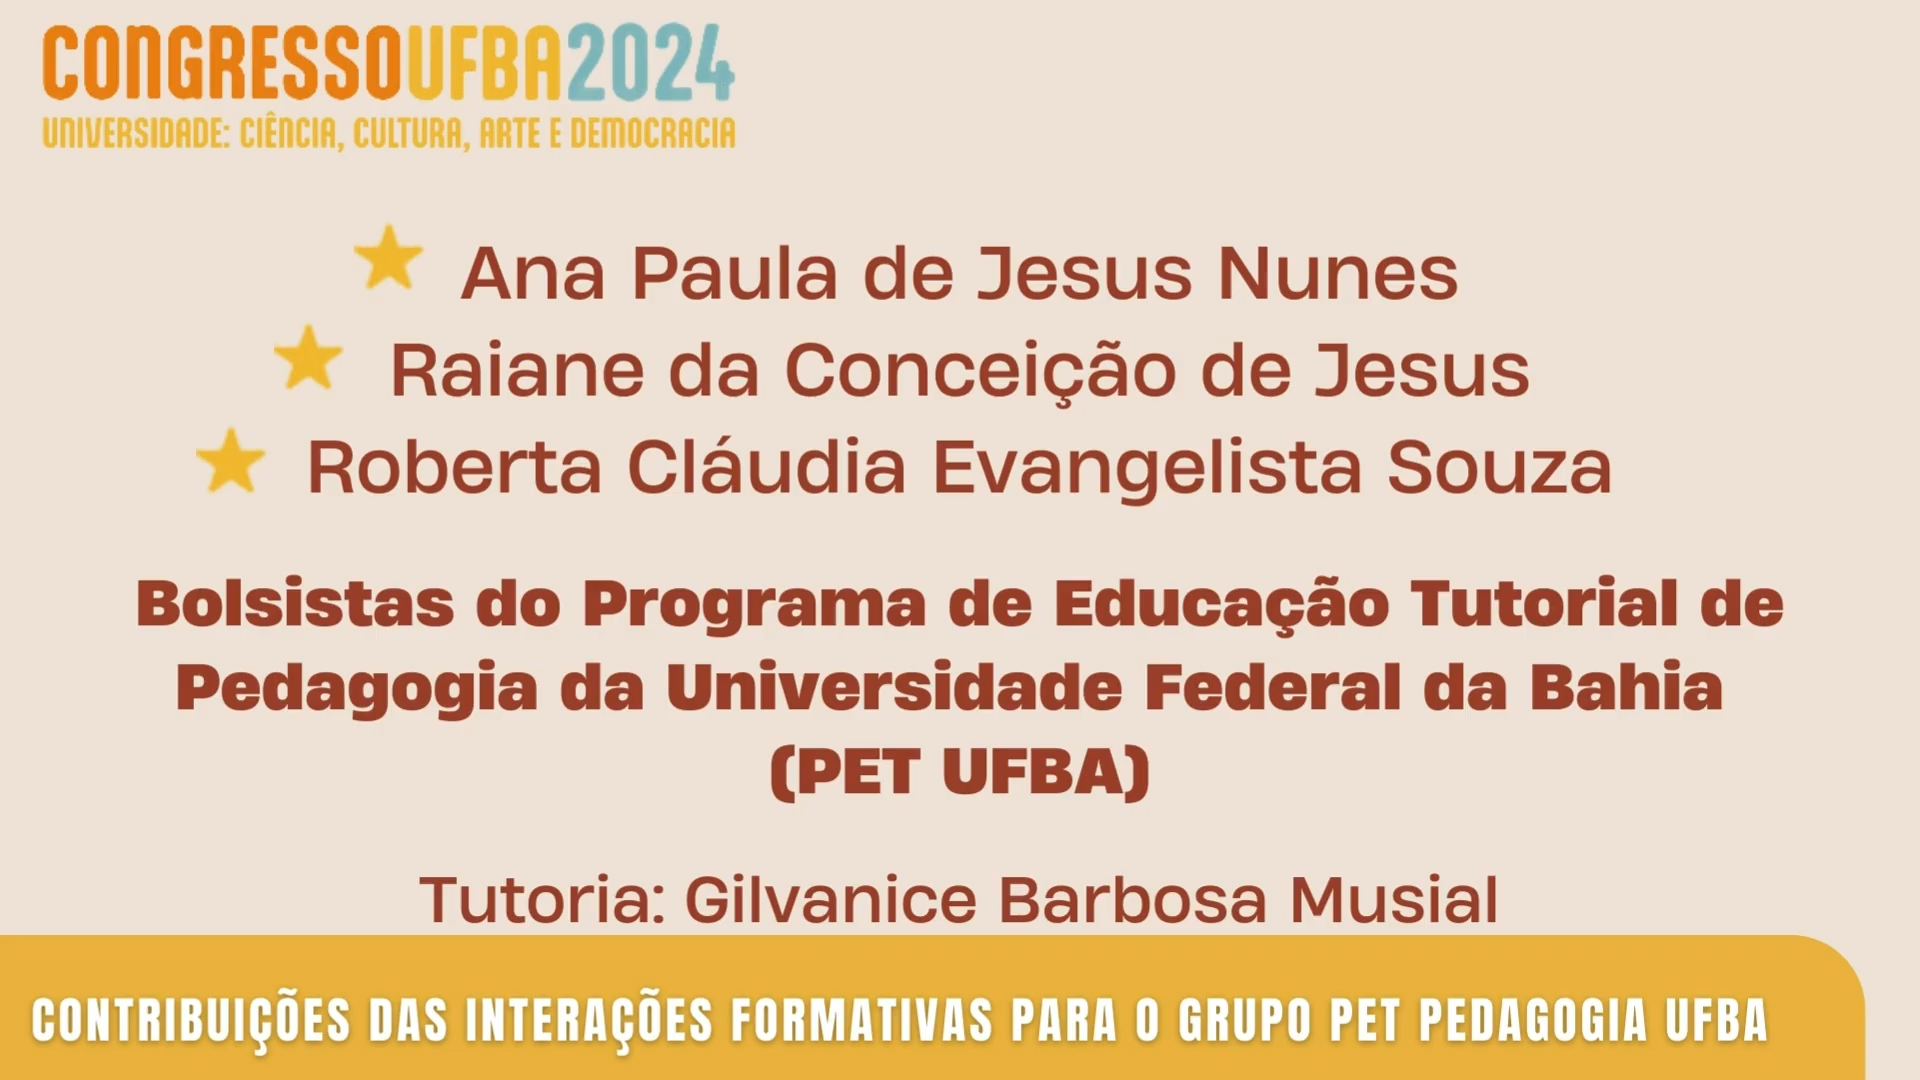 CONGRESSOUFBA2024
UNIVERSIDADE: CIÊNCIA, CULTURA, ARTE E DEMOCRACIA
Ana Paula de Jesus Nunes
Raiane da Conceição de Jesus
Roberta Cláudia Evangelista Souza
Bolsistas do Programa de Educação Tutorial de
Pedagogia da Universidade Federal da Bahia
(PET UFBA)
Tutoria: Gilvanice Barbosa Musial
CONTRIBUIÇÕES DAS INTERAÇÕES FORMATIVAS PARA O GRUPO PET PEDAGOGIA UFBA